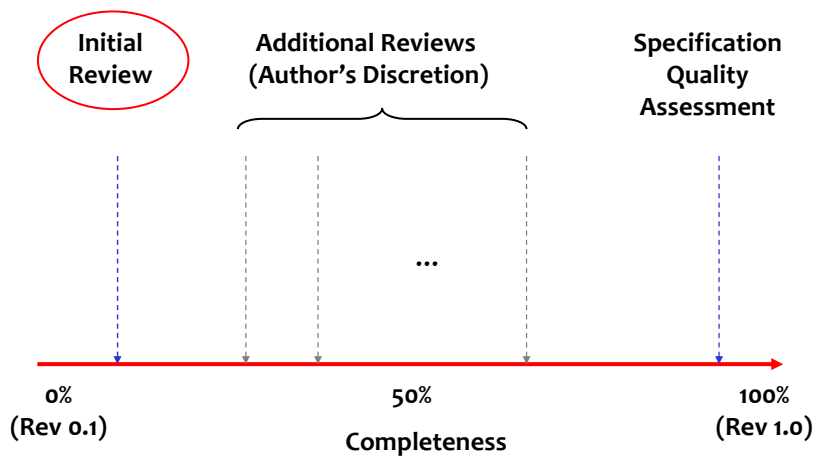 Initial
Review
Additional Reviews
(Author’s Discretion)
Specification
Quality
Assessment
...
0%
(Rev 0.1)
50%
100%
(Rev 1.0)
Completeness